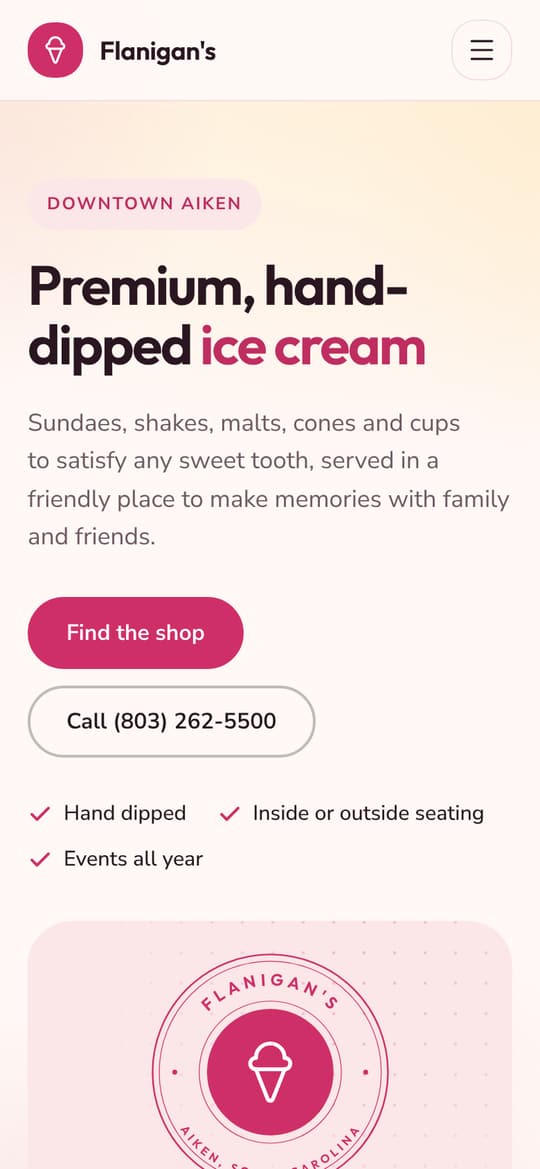 Flanigan's
DOWNTOWN AIKEN
Premium, hand-
dipped ice cream
Sundaes, shakes, malts, cones and cups
to satisfy any sweet tooth, served in a
friendly place to make memories with family
and friends.
Find the shop
Call (803) 262-5500
Hand dipped
Inside or outside seating
Events all year
FLANIGAN'S
AIKEN,